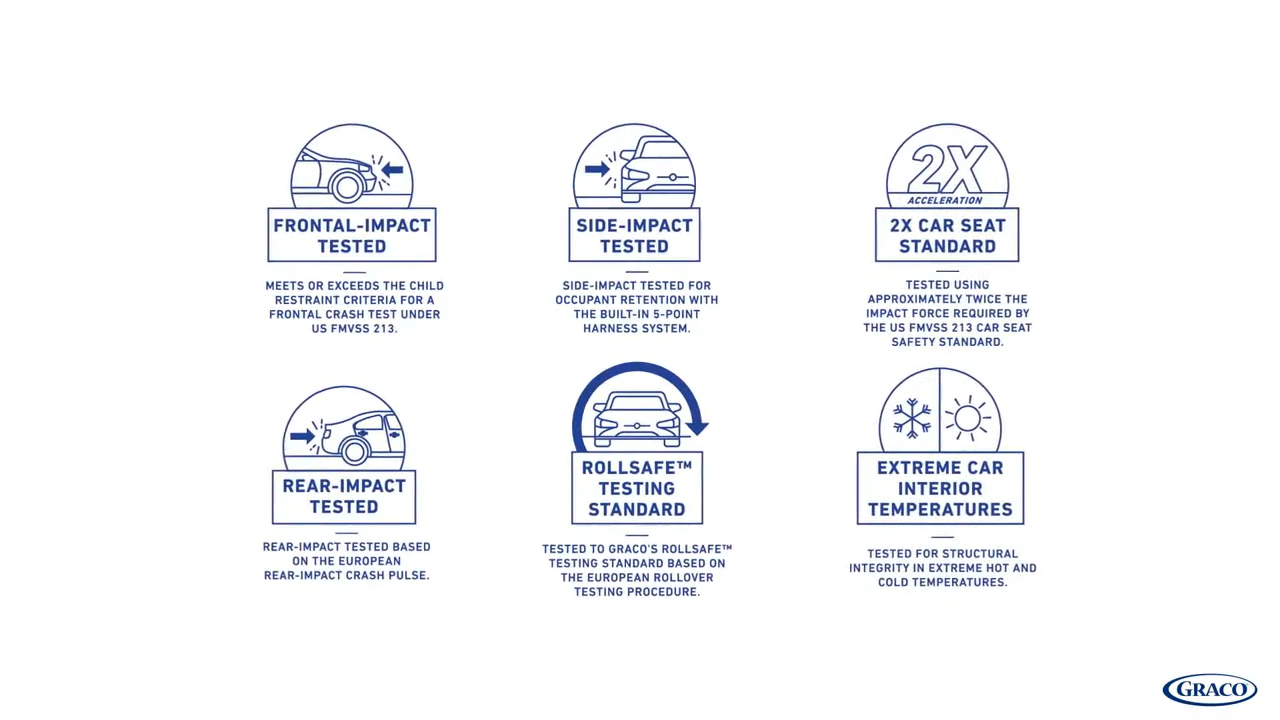 FRONTAL-IMPACT
TESTED
MEETS OR EXCEEDS THE CHILD
RESTRAINT CRITERIA FOR A
FRONTAL CRASH TEST UNDER
US FMVSS 213.
SIDE-IMPACT
TESTED
SIDE-IMPACT TESTED FOR
OCCUPANT RETENTION WITH
THE BUILT-IN 5-POINT
HARNESS SYSTEM.
2X
ACCELERATION
2X CAR SEAT
STANDARD
TESTED USING
APPROXIMATELY TWICE THE
IMPACT FORCE REQUIRED BY
THE US FMVSS 213 CAR SEAT
SAFETY STANDARD.
REAR-IMPACT
TESTED
REAR-IMPACT TESTED BASED
ON THE EUROPEAN
REAR-IMPACT CRASH PULSE.
ROLLSAFE™
TESTING
STANDARD
TESTED TO GRACO'S ROLLSAFE™
TESTING STANDARD BASED ON
THE EUROPEAN ROLLOVER
TESTING PROCEDURE.
EXTREME CAR
INTERIOR
TEMPERATURES
TESTED FOR STRUCTURAL
INTEGRITY IN EXTREME HOT AND
COLD TEMPERATURES.
GRACO